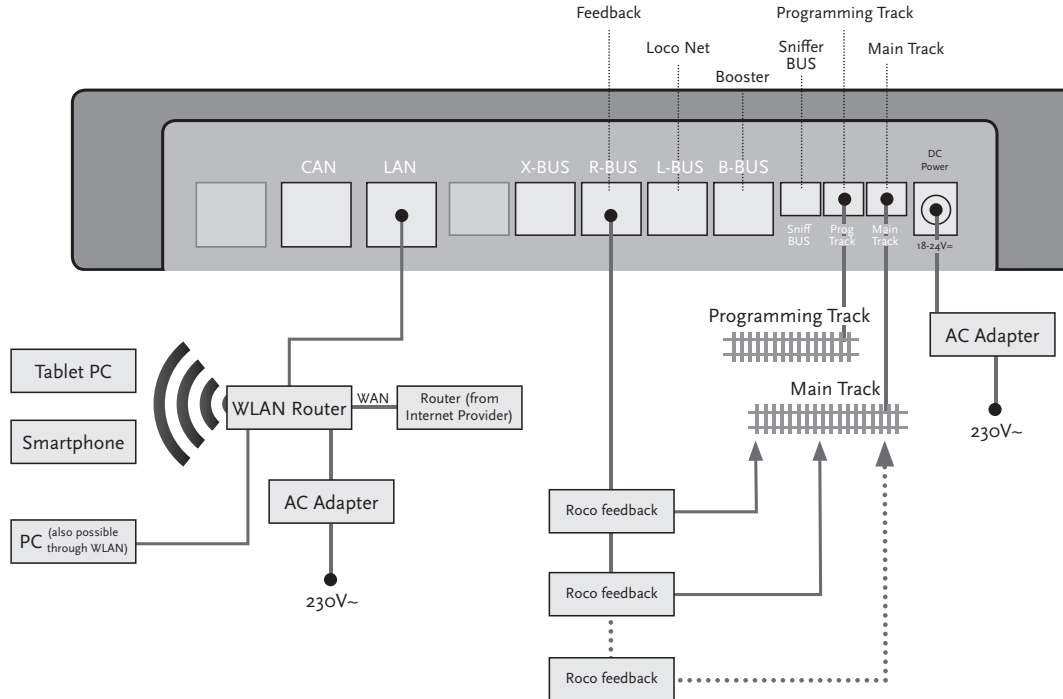 Feedback
Programming Track
Loco Net
Sniffer
BUS
Main Track
Booster
CAN
LAN
X-BUS
R-BUS
L-BUS
B-BUS
DC
Power
Sniff
BUS
Prog
Track
Main
Track
18-24V=
Programming Track
AC Adapter
230V~
Main Track
Tablet PC
Smartphone
PC (also possible
through WLAN)
WLAN Router
WAN
Router (from
Internet Provider)
AC Adapter
230V~
Roco feedback
Roco feedback
Roco feedback